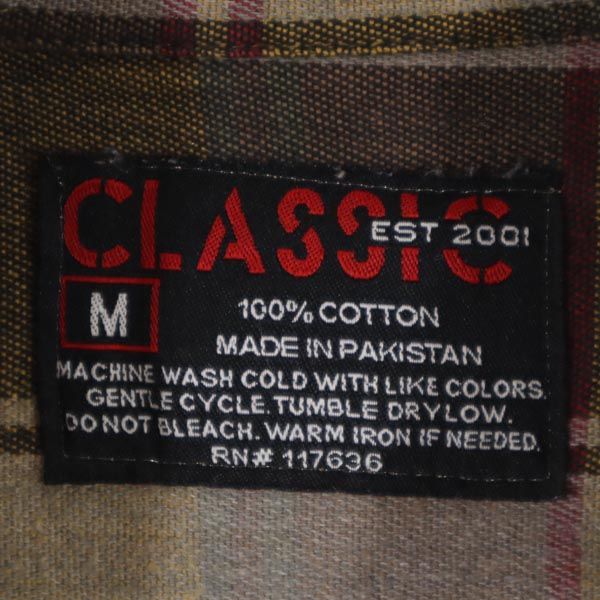 CLASSIC
EST 2001
M
100% COTTON
MADE IN PAKISTAN
MACHINE WASH COLD WITH LIKE COLORS.
GENTLE CYCLE. TUMBLE DRY LOW.
DO NOT BLEACH. WARM IRON IF NEEDED.
RN# 117636